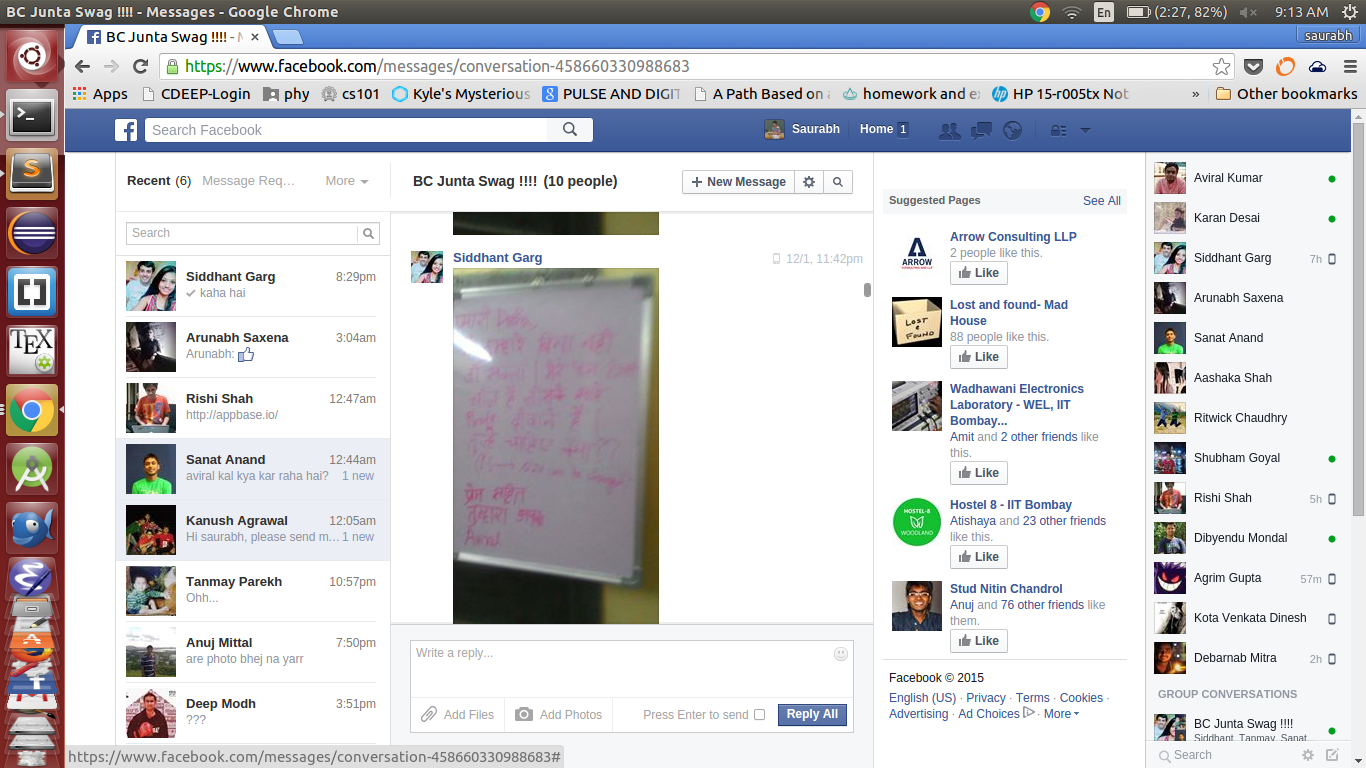 BC Junta Swag !!!! - Messages - Google Chrome
En
(2:27, 82%)
9:13 AM
BC Junta Swag !!!! - M
saurabh
https://www.facebook.com/messages/conversation-458660330988683
Apps
CDEEP-Login
phy
cs101
Kyle's Mysterious
PULSE AND DIGIT
A Path Based on a
homework and ex
HP 15-r005tx Not
»
Other bookmarks
Search Facebook
Saurabh
Home 1
Recent (6)
Message Req…
More
Search
Siddhant Garg 8:29pm
kaha hai
Arunabh Saxena 3:04am
Arunabh:
Rishi Shah 12:47am
http://appbase.io/
Sanat Anand 12:44am
aviral kal kya kar raha hai? 1 new
Kanush Agrawal 12:05am
Hi saurabh, please send m… 1 new
Tanmay Parekh 10:57pm
Ohh...
Anuj Mittal 7:50pm
are photo bhej na yarr
Deep Modh 3:51pm
???
BC Junta Swag !!!! (10 people)
+ New Message
Siddhant Garg
12/1, 11:42pm
बिना नहीं
प्रेम सहित
तुम्हारा
Write a reply...
Add Files
Add Photos
Press Enter to send
Reply All
Suggested Pages
See All
ARROW
Arrow Consulting LLP
2 people like this.
Like
LOST
&
FOUND
Lost and found- Mad
House
88 people like this.
Like
Wadhawani Electronics
Laboratory - WEL, IIT
Bombay...
Amit and 2 other friends like
this.
Like
HOSTEL-8
WOODLAND
Hostel 8 - IIT Bombay
Atishaya and 23 other friends
like this.
Like
Stud Nitin Chandrol
Anuj and 76 other friends like
them.
Like
Facebook © 2015
English (US) · Privacy · Terms · Cookies ·
Advertising · Ad Choices · More
Aviral Kumar
Karan Desai
Siddhant Garg 7h
Arunabh Saxena
Sanat Anand
Aashaka Shah
Ritwick Chaudhry
Shubham Goyal
Rishi Shah 5h
Dibyendu Mondal
Agrim Gupta 57m
Kota Venkata Dinesh
Debarnab Mitra 2h
GROUP CONVERSATIONS
BC Junta Swag !!!!
Siddhant, Tanmay, Sanat
Search
TEX
https://www.facebook.com/messages/conversation-458660330988683#